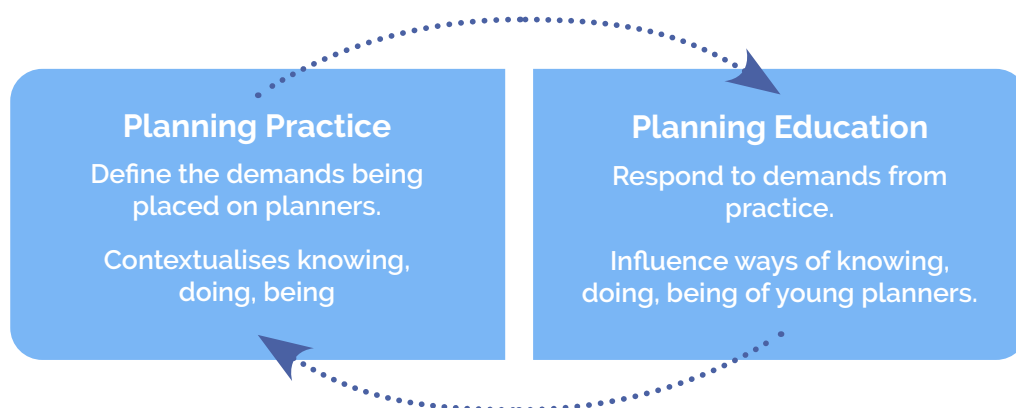 Planning Practice
Define the demands being
placed on planners.
Contextualises knowing,
doing, being
Planning Education
Respond to demands from
practice.
Influence ways of knowing,
doing, being of young planners.